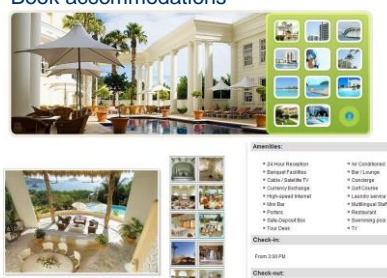 Book accommodations
Amenities:
24 Hour Reception
Banquet Facilities
Cable / Satellite TV
Currency Exchange
High-speed Internet
Mini Bar
Porters
Safe-Deposit Box
Tour Desk
Air Conditioned
Bar / Lounge
Concierge
Golf Course
Laundry service
Multilingual Staff
Restaurant
Swimming pool
TV
Check-in:
From 3:00 PM
Check-out: